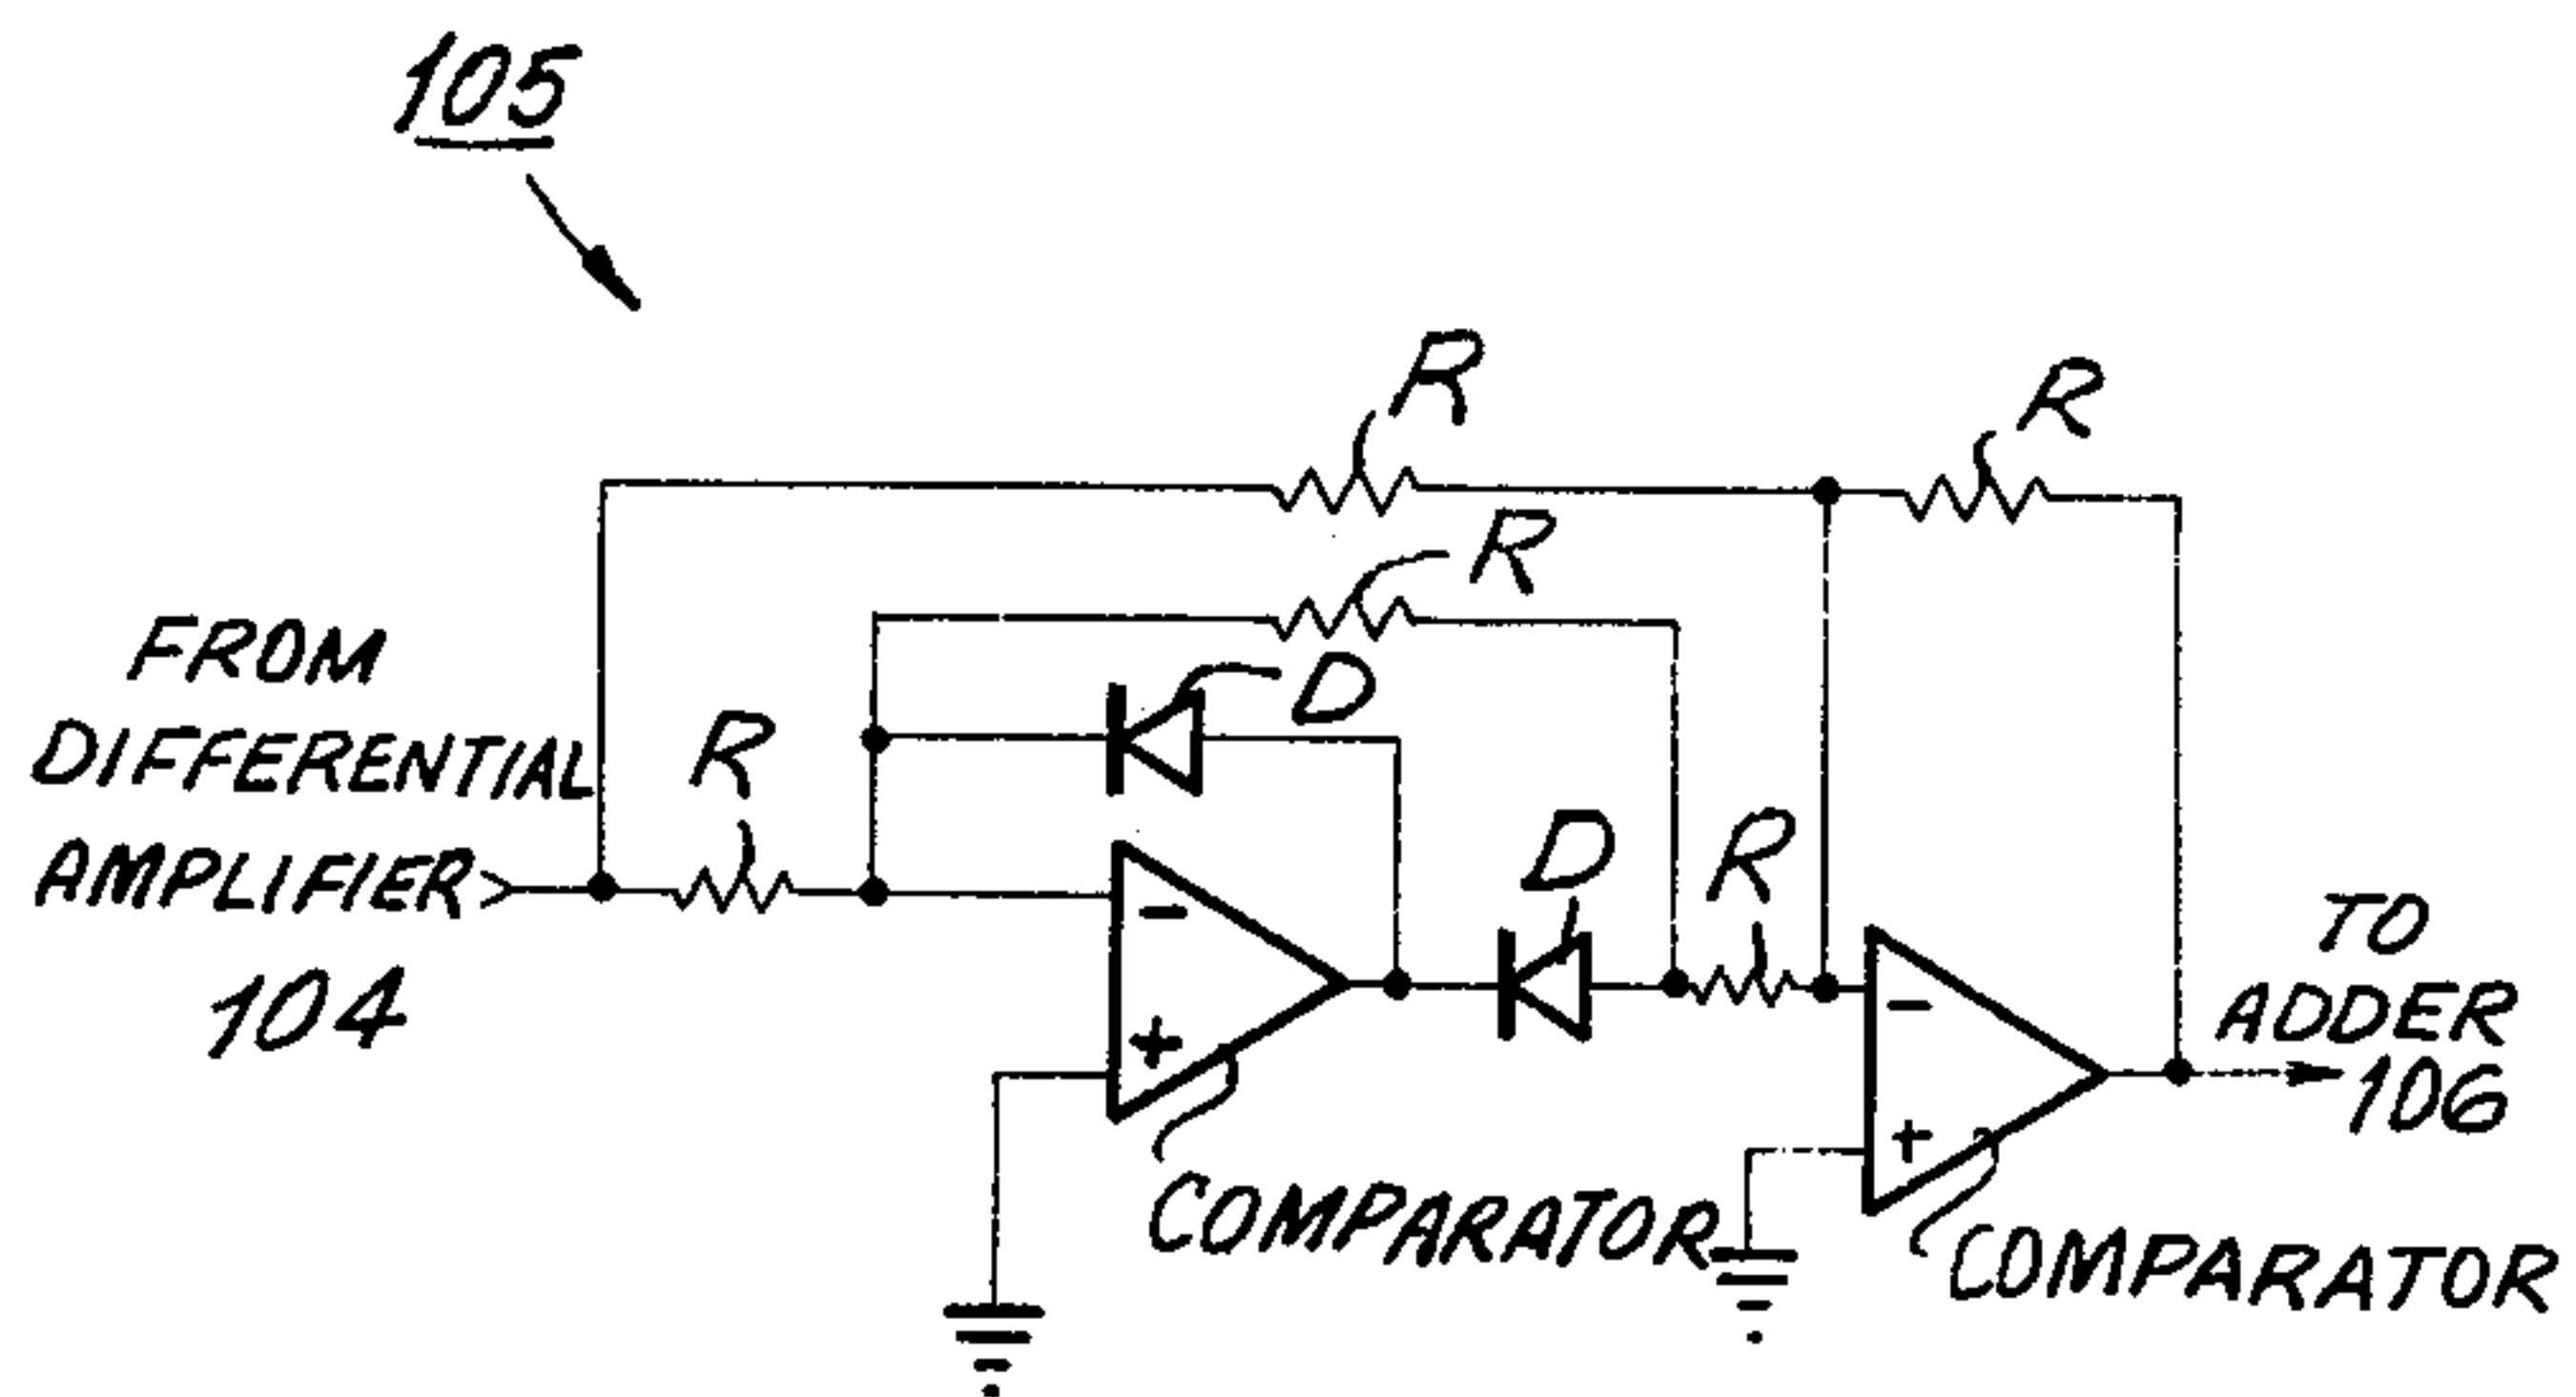 105
R
R
R
FROM
DIFFERENTIAL
AMPLIFIER
104
R
D
D
R
-
+
-
+
COMPARATOR
COMPARATOR
TO
ADDER
106